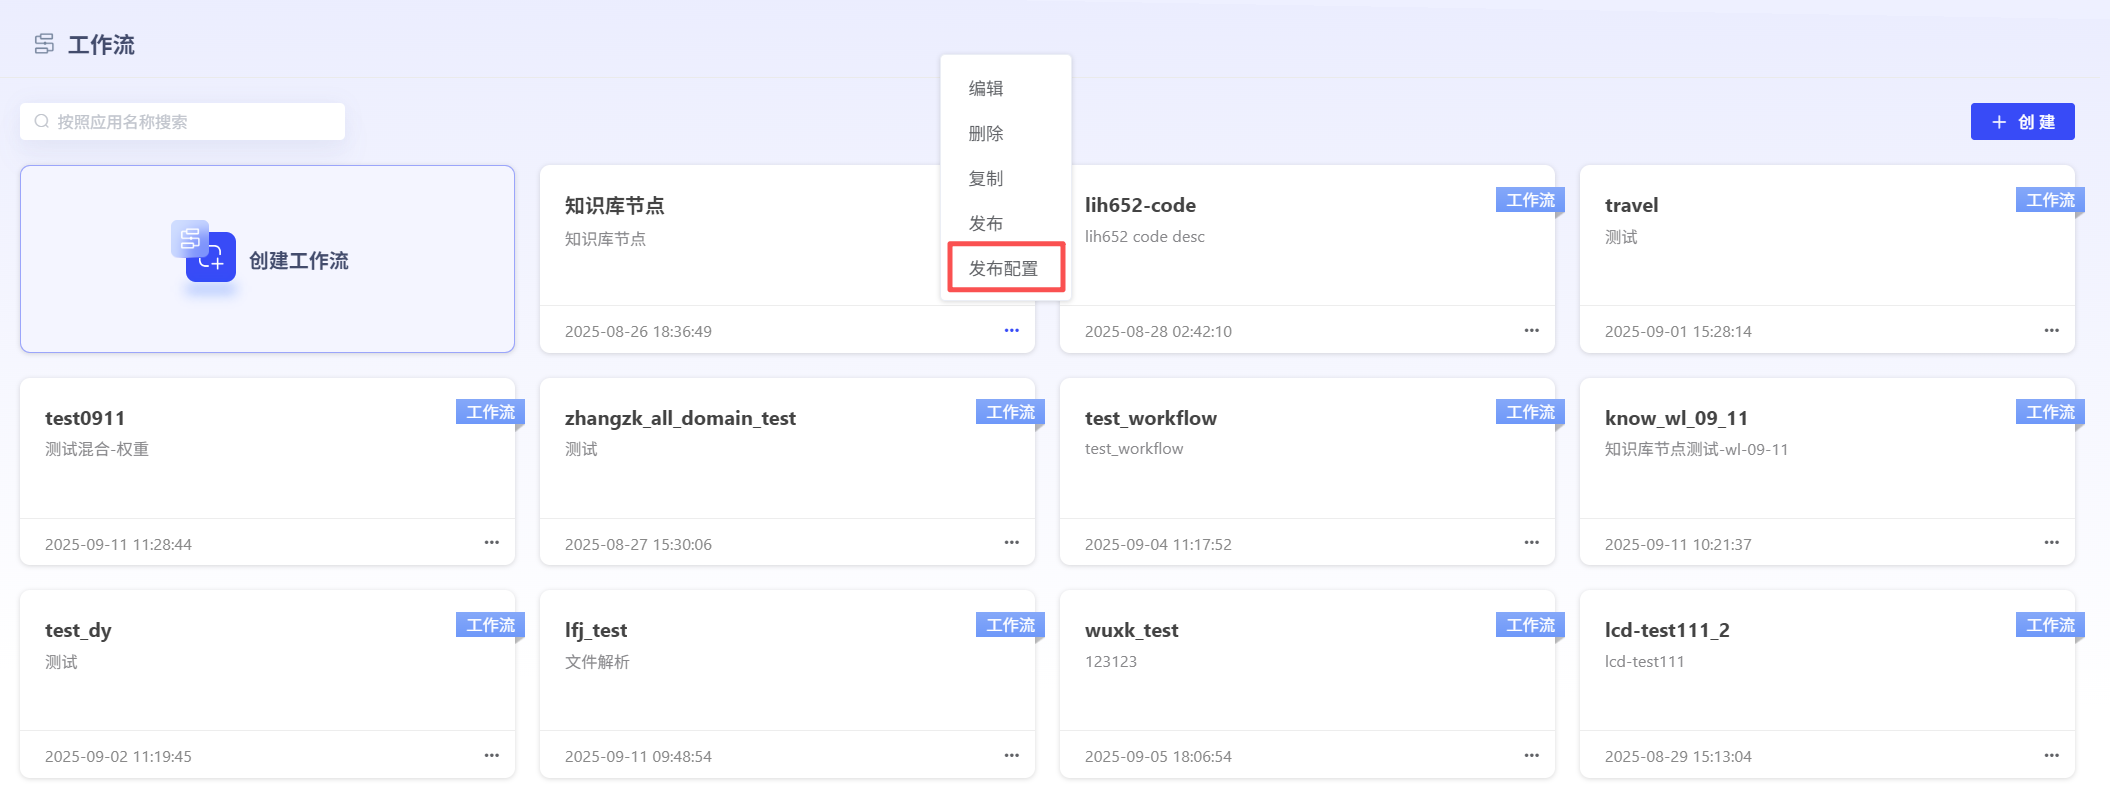 工作流
按照应用名称搜索
+ 创建
编辑
删除
复制
发布
发布配置
创建工作流
知识库节点
知识库节点
2025-08-26 18:36:49
工作流
lih652-code
lih652 code desc
2025-08-28 02:42:10
工作流
travel
测试
2025-09-01 15:28:14
工作流
test0911
测试混合-权重
2025-09-11 11:28:44
工作流
zhangzk_all_domain_test
测试
2025-08-27 15:30:06
工作流
test_workflow
test_workflow
2025-09-04 11:17:52
工作流
know_wl_09_11
知识库节点测试-wl-09-11
2025-09-11 10:21:37
工作流
test_dy
测试
2025-09-02 11:19:45
工作流
lfj_test
文件解析
2025-09-11 09:48:54
工作流
wuxk_test
123123
2025-09-05 18:06:54
工作流
lcd-test111_2
lcd-test111
2025-08-29 15:13:04